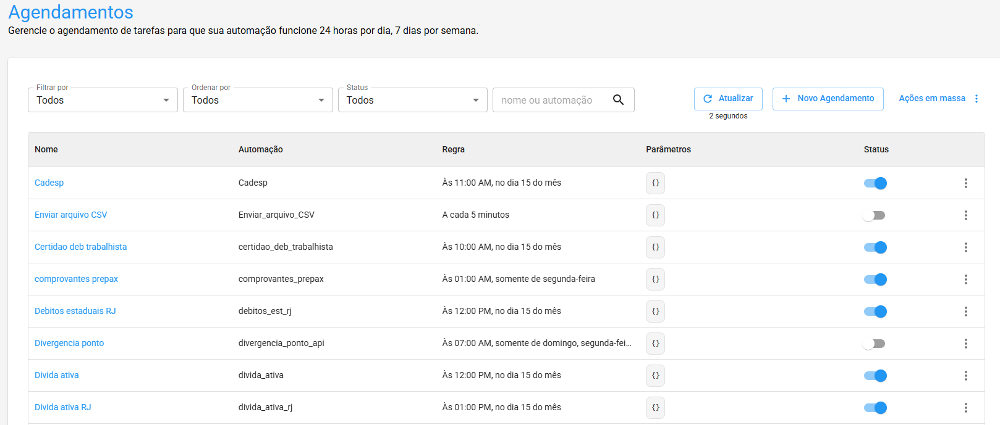 Agendamentos
Gerencie o agendamento de tarefas para que sua automação funcione 24 horas por dia, 7 dias por semana.
Filtrar por
Todos
Ordenar por
Todos
Status
Todos
nome ou automação
Atualizar
2 segundos
Novo Agendamento
Ações em massa
Nome Automação Regra Parâmetros Status
Cadesp Cadesp Às 11:00 AM, no dia 15 do mês {}
Enviar arquivo CSV Enviar_arquivo_CSV A cada 5 minutos {}
Certidao deb trabalhista certidao_deb_trabalhista Às 10:00 AM, no dia 15 do mês {}
comprovantes prepax comprovantes_prepax Às 01:00 AM, somente de segunda-feira {}
Debitos estaduais RJ debitos_est_rj Às 12:00 PM, no dia 15 do mês {}
Divergencia ponto divergencia_ponto_api Às 07:00 AM, somente de domingo, segunda-fei... {}
Divida ativa divida_ativa Às 12:00 PM, no dia 15 do mês {}
Divida ativa RJ divida_ativa_rj Às 01:00 PM, no dia 15 do mês {}